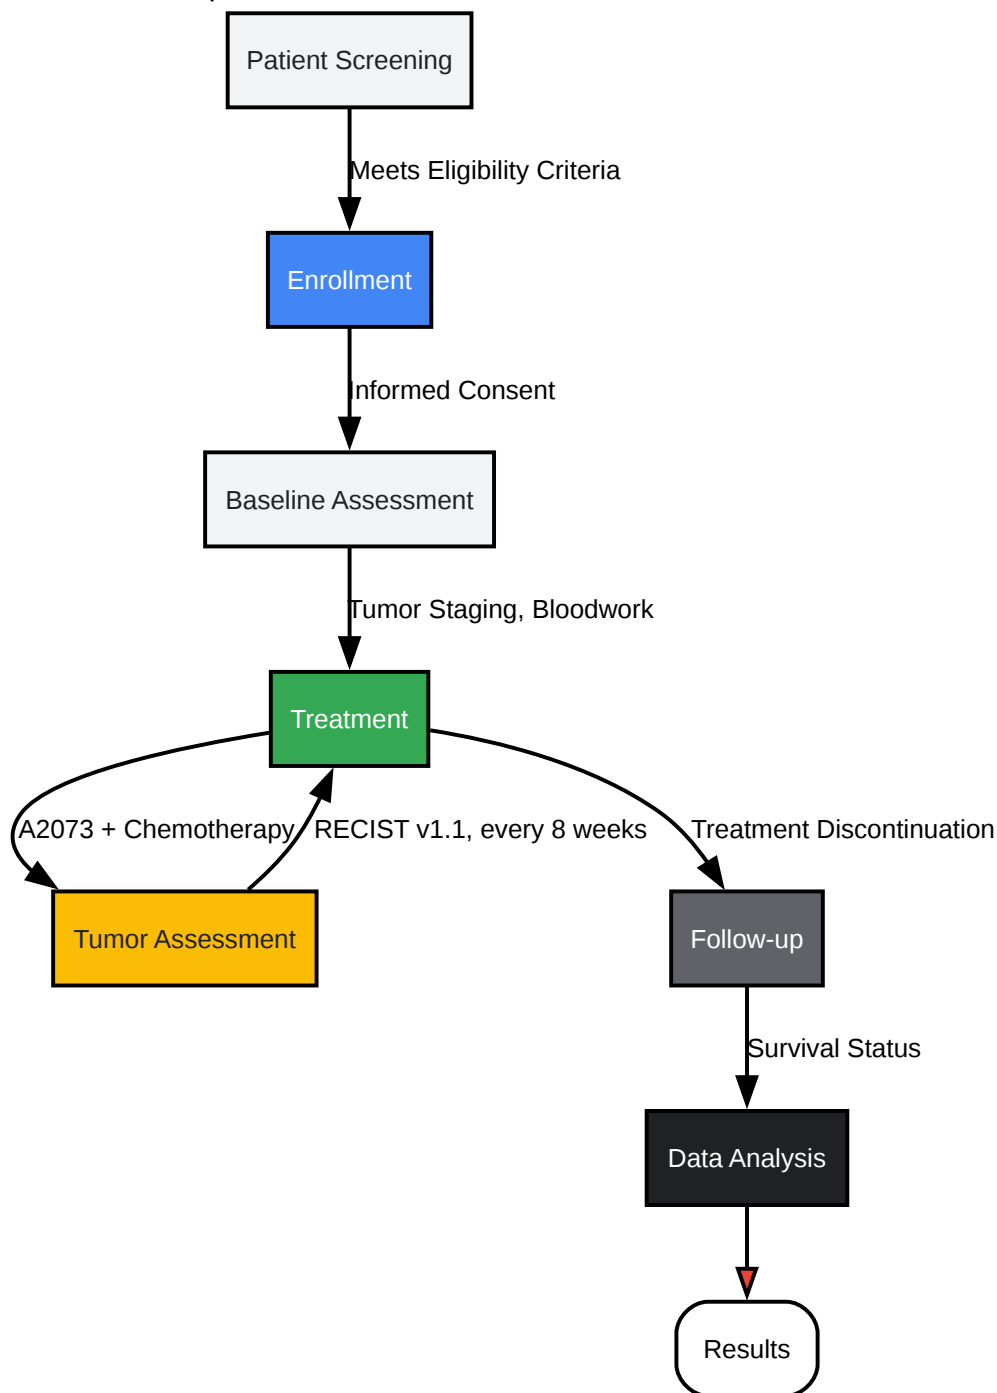 Patient Screening
Meets Eligibility Criteria
Enrollment
Informed Consent
Baseline Assessment
Tumor Staging, Bloodwork
Treatment
A2073 + Chemotherapy
RECIST v1.1, every 8 weeks
Treatment Discontinuation
Tumor Assessment
Follow-up
Survival Status
Data Analysis
Results